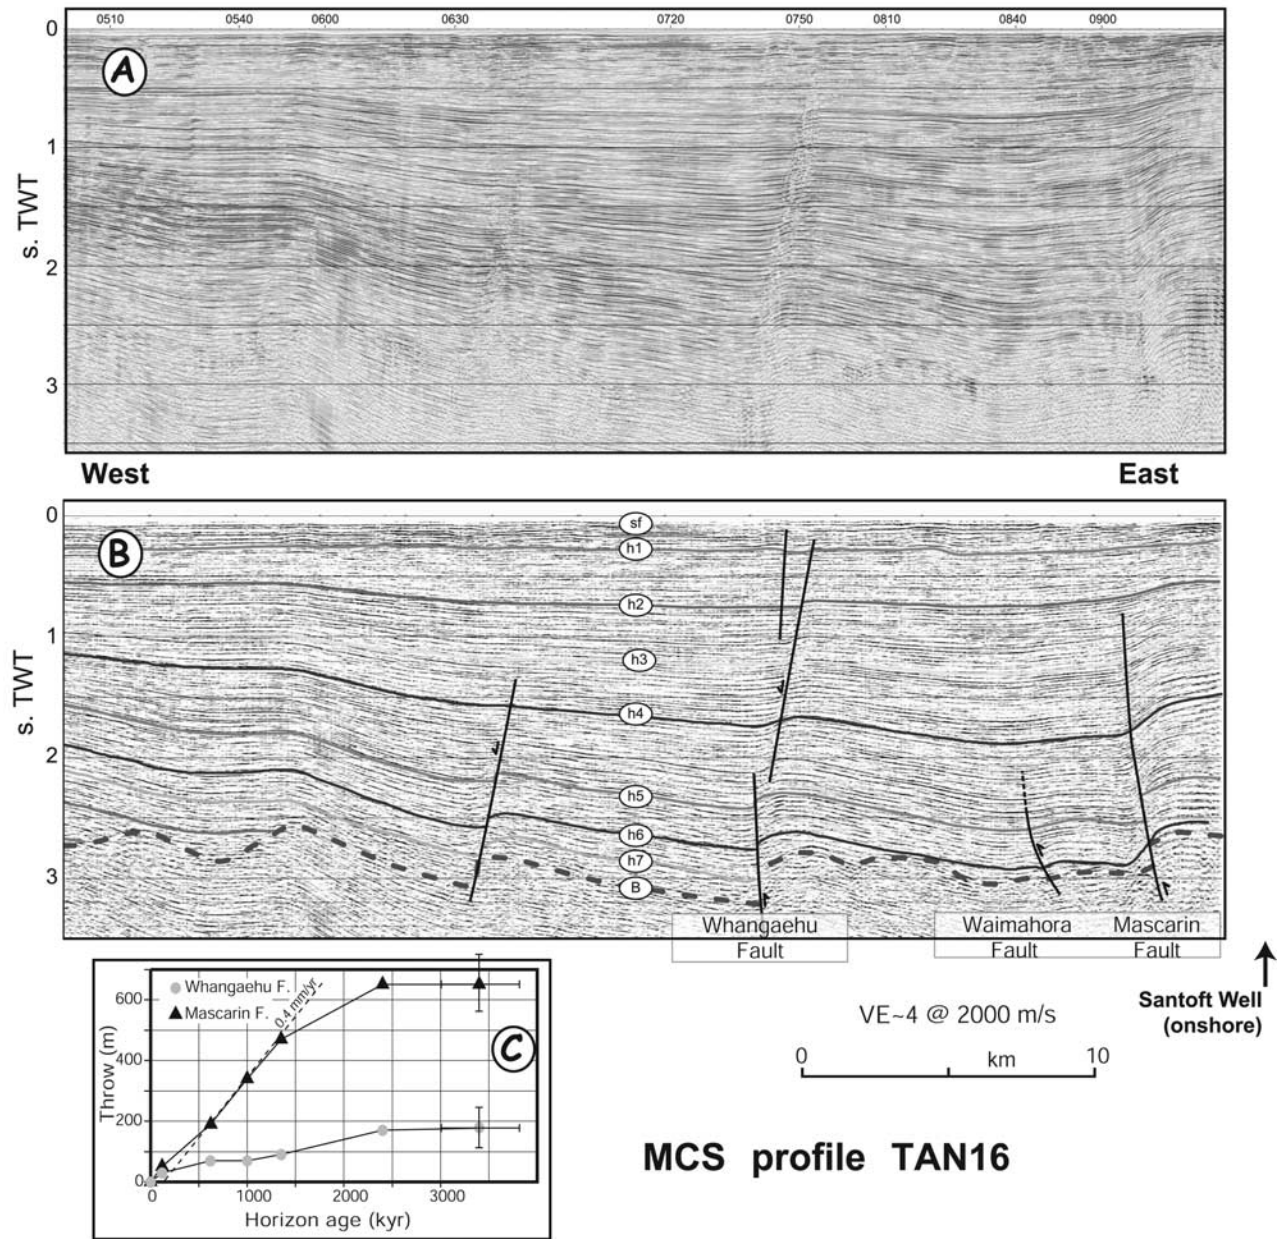 0510 0540 0600 0630 0720 0750 0810 0840 0900
0
A
1
s. TWT
2
3
West East
0
sf
B
h1
h2
1
h3
s. TWT
h4
2
h5
h6
h7
3
B
Whangaehu Fault
Waimahora Fault
Mascarin Fault
Santoft Well
(onshore)
VE~4 @ 2000 m/s
0 km 10
MCS profile TAN16
Whangaehu F.
Mascarin F.
0.4 mm/yr
C
600
400
200
0
Throw (m)
0 1000 2000 3000
Horizon age (kyr)